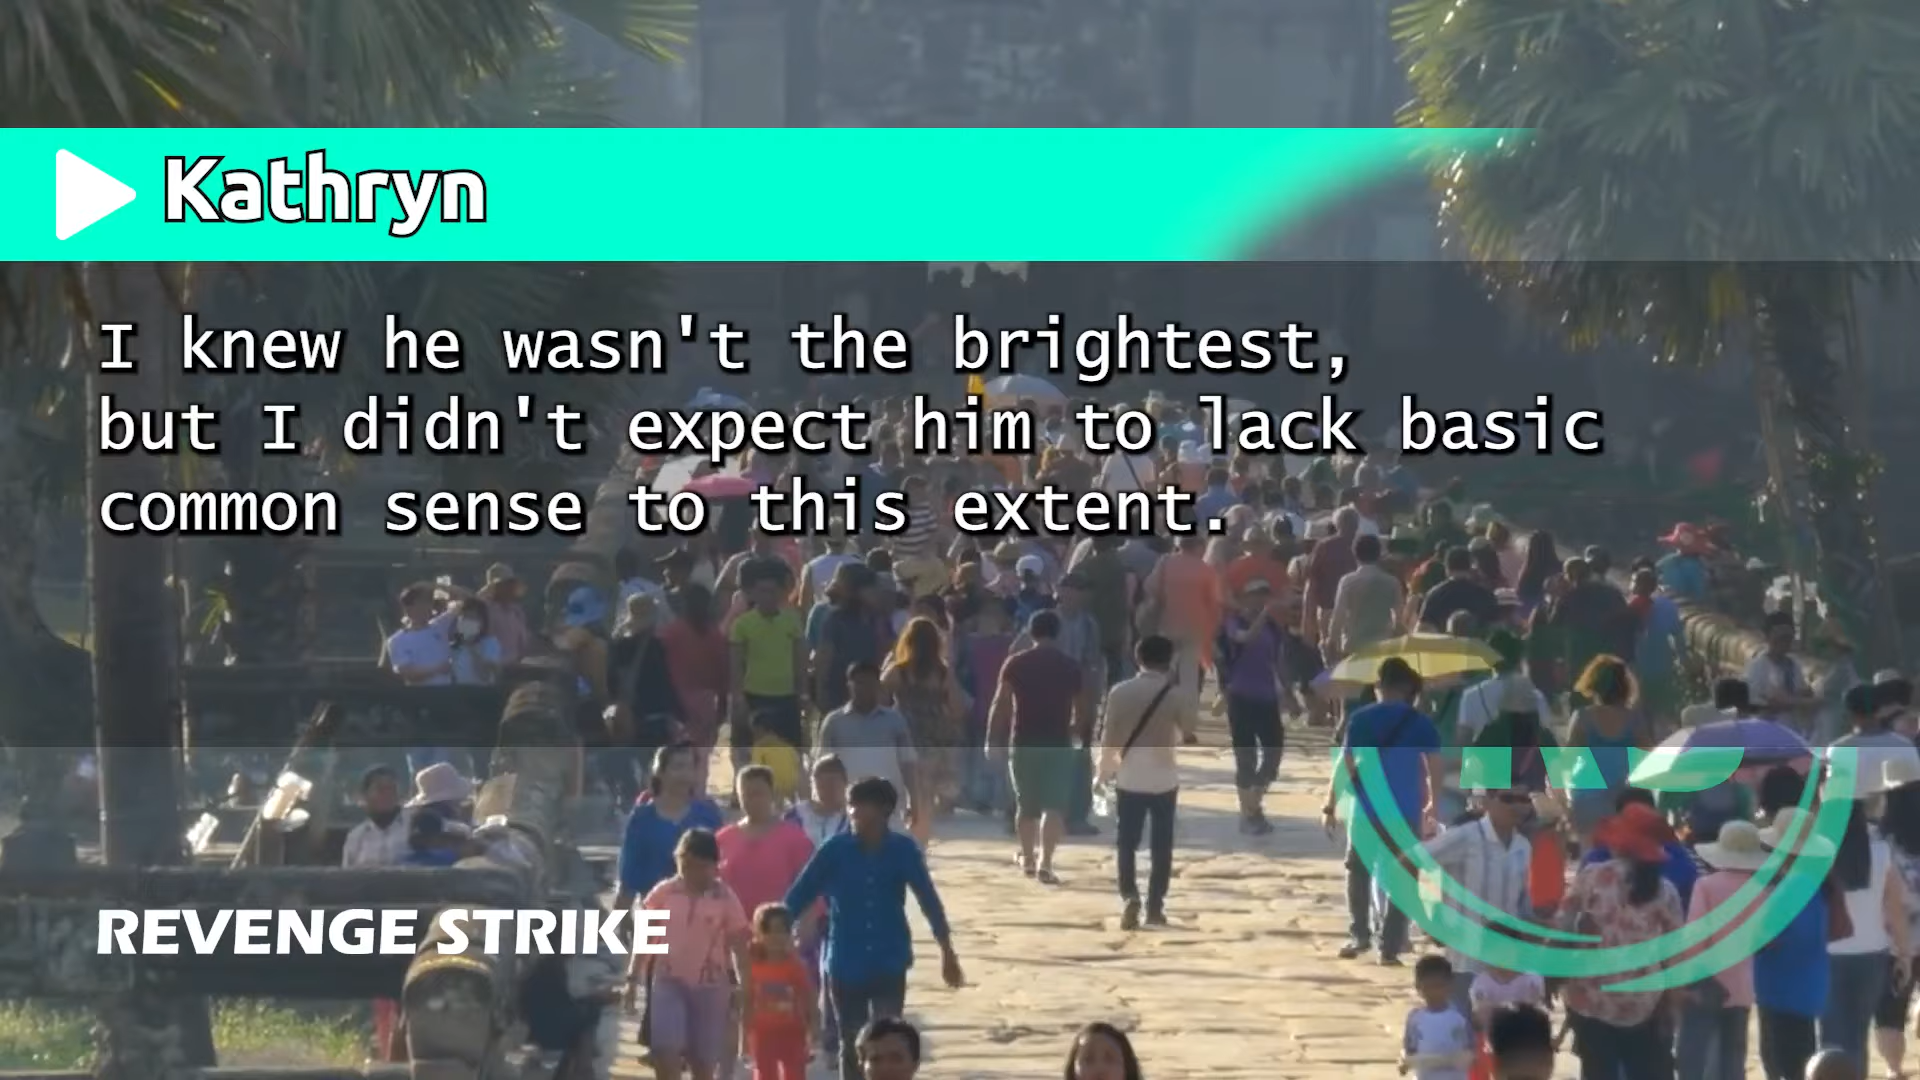 Kathryn
I knew he wasn't the brightest,
but I didn't expect him to lack basic
common sense to this extent.
REVENGE STRIKE